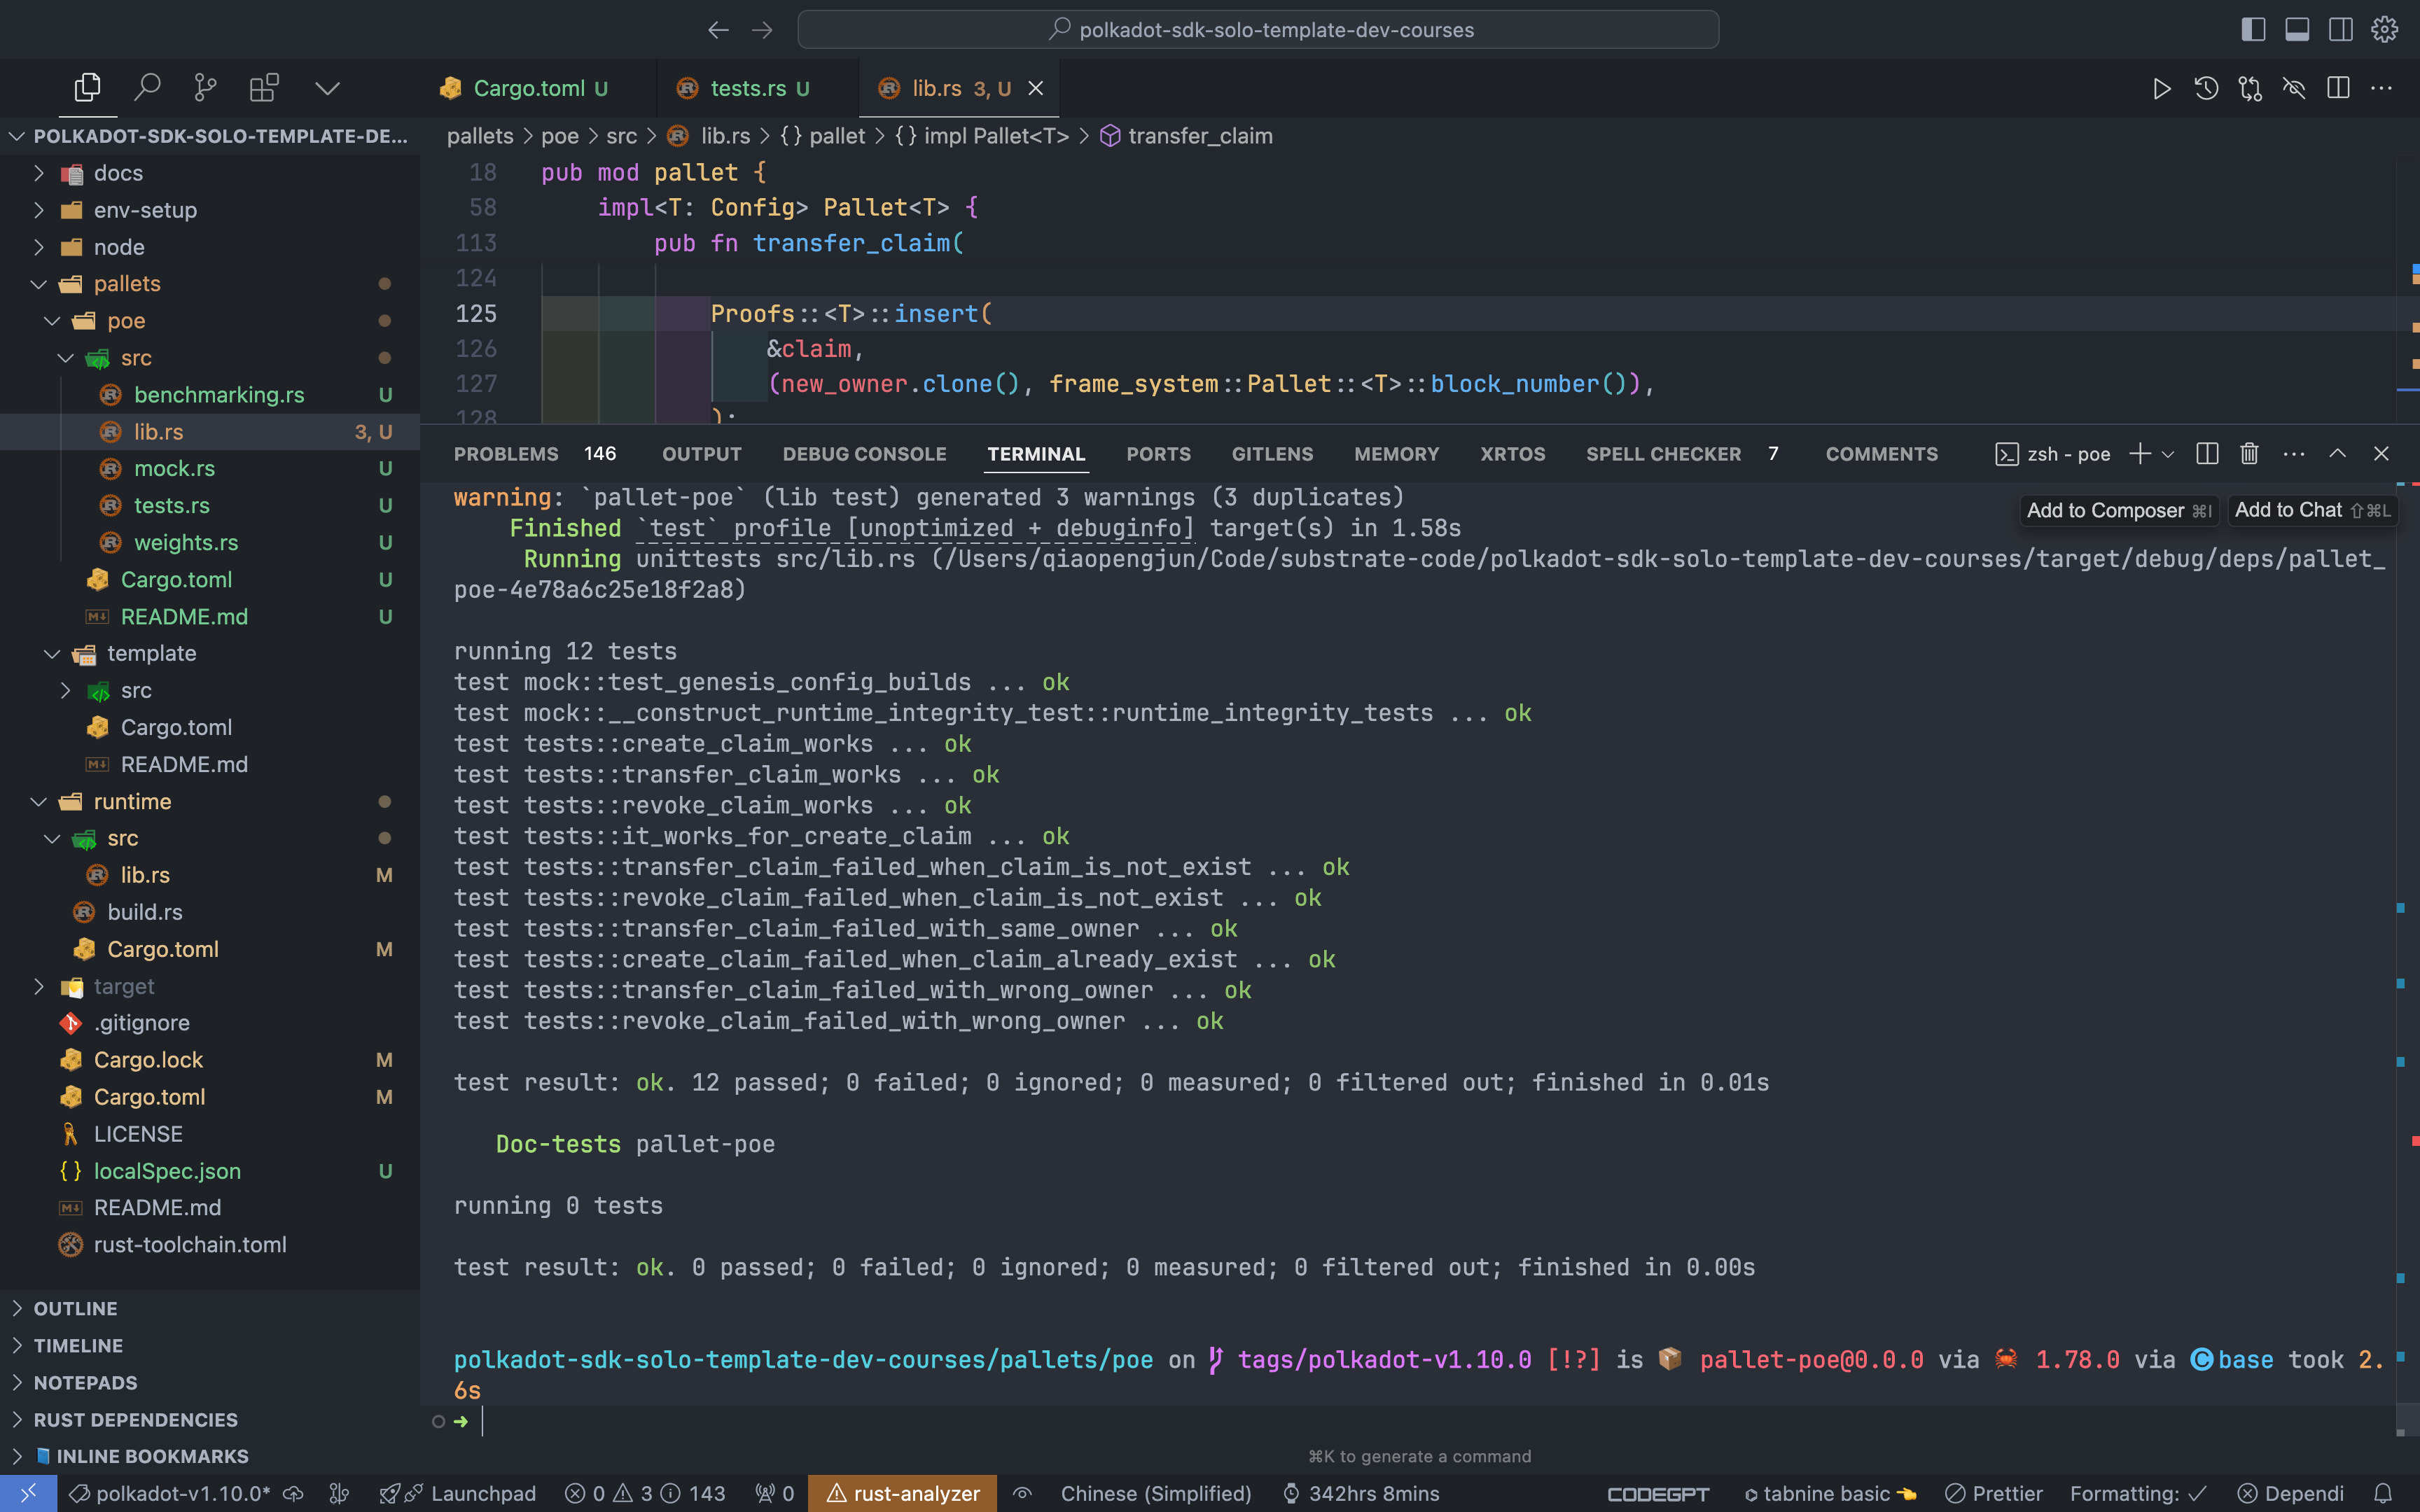 polkadot-sdk-solo-template-dev-courses
Cargo.toml U
tests.rs U
lib.rs 3, U
POLKADOT-SDK-SOLO-TEMPLATE-DE...
docs
env-setup
node
pallets
poe
src
benchmarking.rs U
lib.rs 3, U
mock.rs U
tests.rs U
weights.rs U
Cargo.toml U
README.md U
template
src
Cargo.toml
README.md
runtime
src
lib.rs M
build.rs
Cargo.toml M
target
.gitignore
Cargo.lock M
Cargo.toml M
LICENSE
localSpec.json U
README.md
rust-toolchain.toml
OUTLINE
TIMELINE
NOTEPADS
RUST DEPENDENCIES
INLINE BOOKMARKS
pallets > poe > src > lib.rs > {} pallet > {} impl Pallet<T> > transfer_claim
18 pub mod pallet {
58 impl<T: Config> Pallet<T> {
113 pub fn transfer_claim(
124
125 Proofs::<T>::insert(
126 &claim,
127 (new_owner.clone(), frame_system::Pallet::<T>::block_number()),
128 );
PROBLEMS 146 OUTPUT DEBUG CONSOLE TERMINAL PORTS GITLENS MEMORY XRTOS SPELL CHECKER 7 COMMENTS zsh - poe
Add to Composer ⌘I Add to Chat ⇧⌘L
warning: `pallet-poe` (lib test) generated 3 warnings (3 duplicates)
Finished `test` profile [unoptimized + debuginfo] target(s) in 1.58s
Running unittests src/lib.rs (/Users/qiaopengjun/Code/substrate-code/polkadot-sdk-solo-template-dev-courses/target/debug/deps/pallet_
poe-4e78a6c25e18f2a8)
running 12 tests
test mock::test_genesis_config_builds ... ok
test mock::__construct_runtime_integrity_test::runtime_integrity_tests ... ok
test tests::create_claim_works ... ok
test tests::transfer_claim_works ... ok
test tests::revoke_claim_works ... ok
test tests::it_works_for_create_claim ... ok
test tests::transfer_claim_failed_when_claim_is_not_exist ... ok
test tests::revoke_claim_failed_when_claim_is_not_exist ... ok
test tests::transfer_claim_failed_with_same_owner ... ok
test tests::create_claim_failed_when_claim_already_exist ... ok
test tests::transfer_claim_failed_with_wrong_owner ... ok
test tests::revoke_claim_failed_with_wrong_owner ... ok
test result: ok. 12 passed; 0 failed; 0 ignored; 0 measured; 0 filtered out; finished in 0.01s
Doc-tests pallet-poe
running 0 tests
test result: ok. 0 passed; 0 failed; 0 ignored; 0 measured; 0 filtered out; finished in 0.00s
polkadot-sdk-solo-template-dev-courses/pallets/poe on tags/polkadot-v1.10.0 [!?] is 📦 pallet-poe@0.0.0 via 🦀 1.78.0 via base took 2.
6s
⌘K to generate a command
polkadot-v1.10.0* Launchpad 0 3 143 0 rust-analyzer Chinese (Simplified) 342hrs 8mins CODEGPT tabnine basic Prettier Formatting: ✓ Dependi